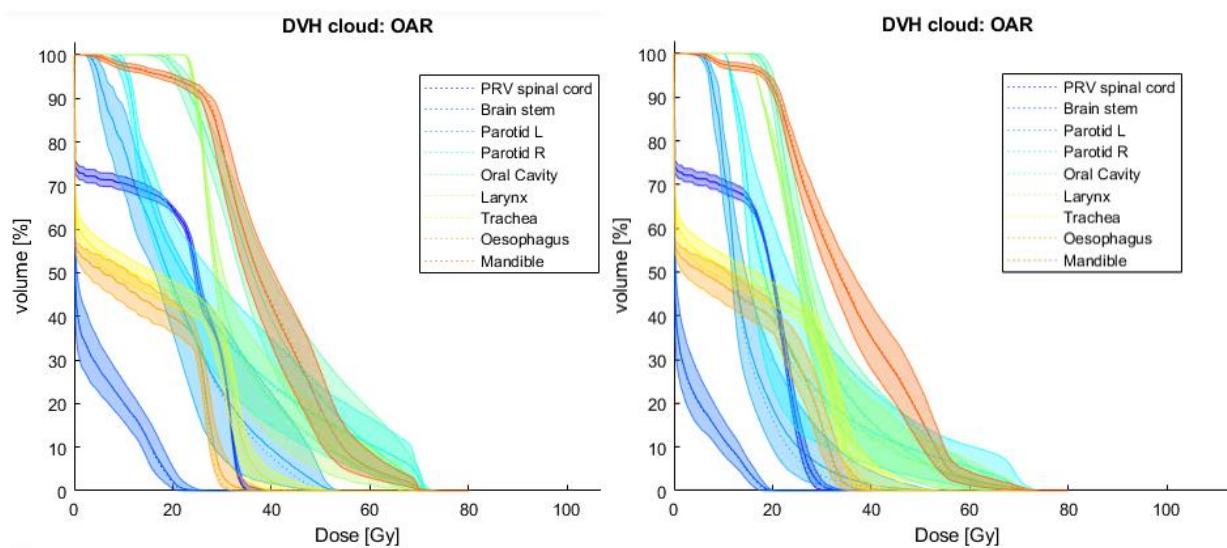 DVH cloud: OAR
volume [%]
100
90
80
70
60
50
40
30
20
10
0
PRV spinal cord
Brain stem
Parotid L
Parotid R
Oral Cavity
Larynx
Trachea
Oesophagus
Mandible
0 20 40 60 80 100
Dose [Gy]
DVH cloud: OAR
volume [%]
100
90
80
70
60
50
40
30
20
10
0
PRV spinal cord
Brain stem
Parotid L
Parotid R
Oral Cavity
Larynx
Trachea
Oesophagus
Mandible
0 20 40 60 80 100
Dose [Gy]